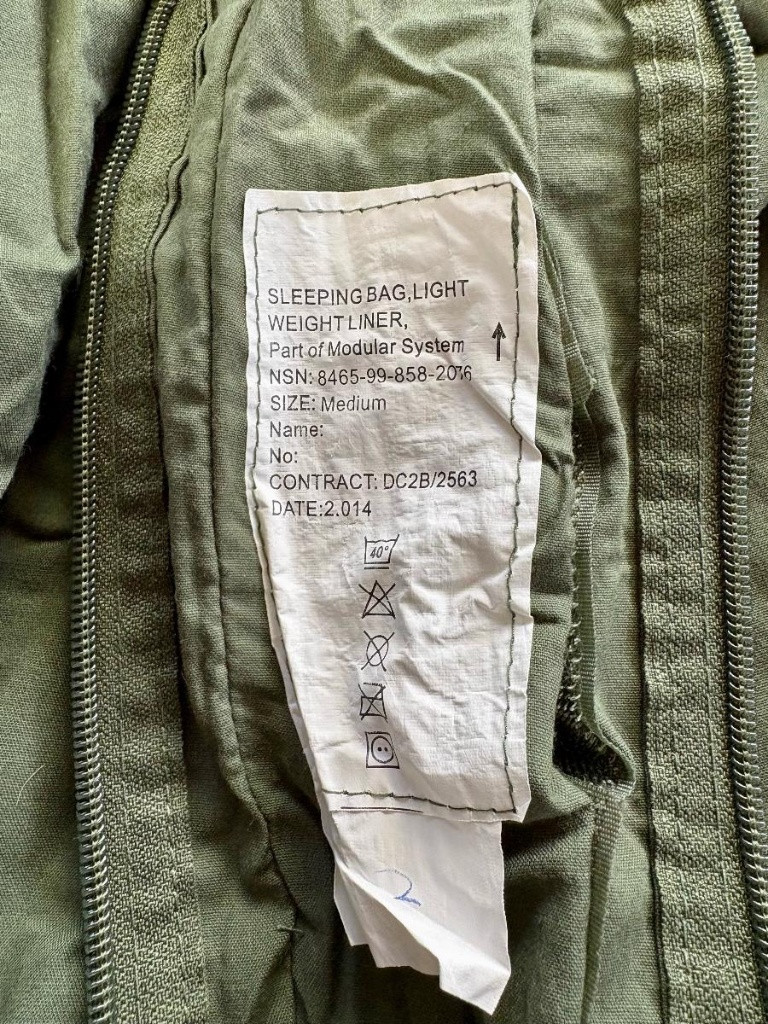 SLEEPING BAG,LIGHT
WEIGHT LINER,
Part of Modular System
NSN: 8465-99-858-2076
SIZE: Medium
Name:
No:
CONTRACT: DC2B/2563
DATE:2.014
40°
2